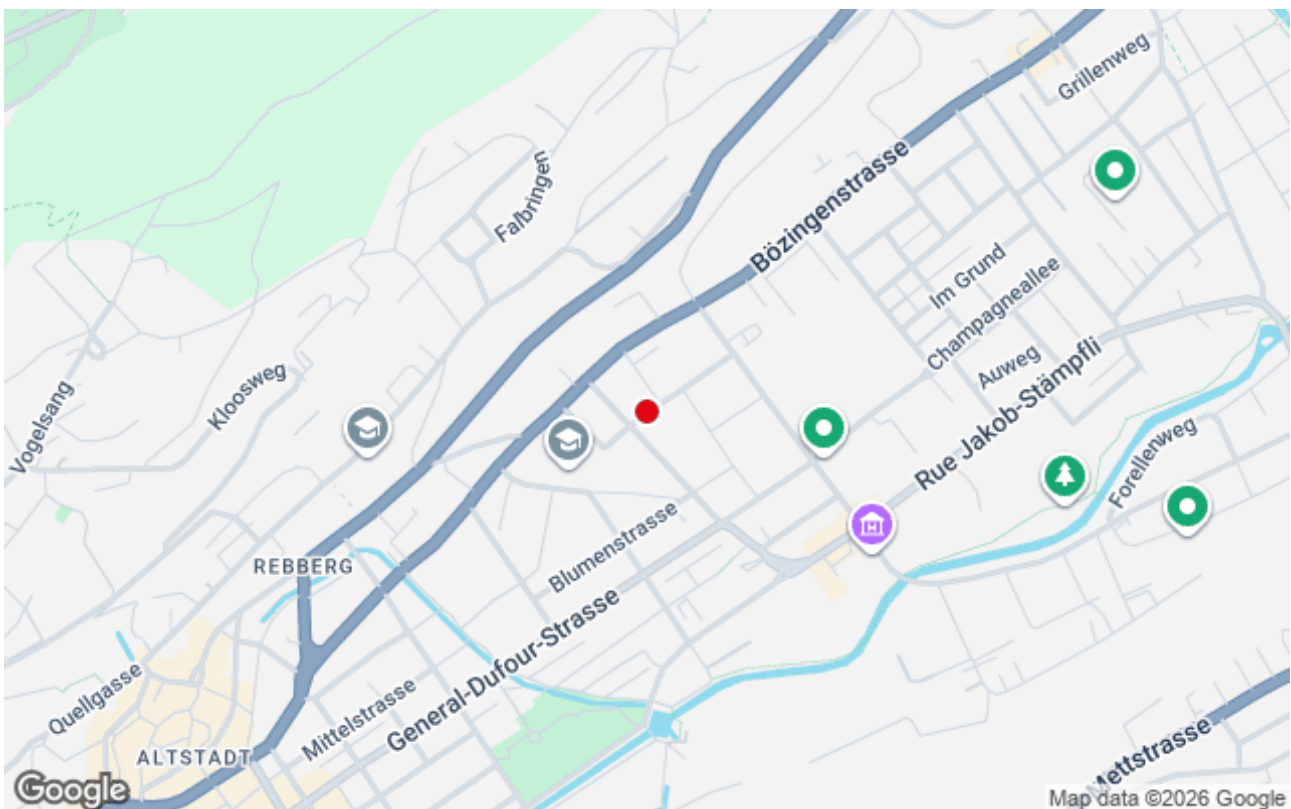 Grillenweg
Bözingenstrasse
Falbringen
Im Grund
Champagneallee
Auweg
Rue Jakob-Stämpfli
Kloosweg
Vogelsang
Forellenweg
Blumenstrasse
REBBERG
General-Dufour-Strasse
Quellgasse
Mittelstrasse
ALTSTADT
Mettstrasse
Google
Map data ©2026 Google